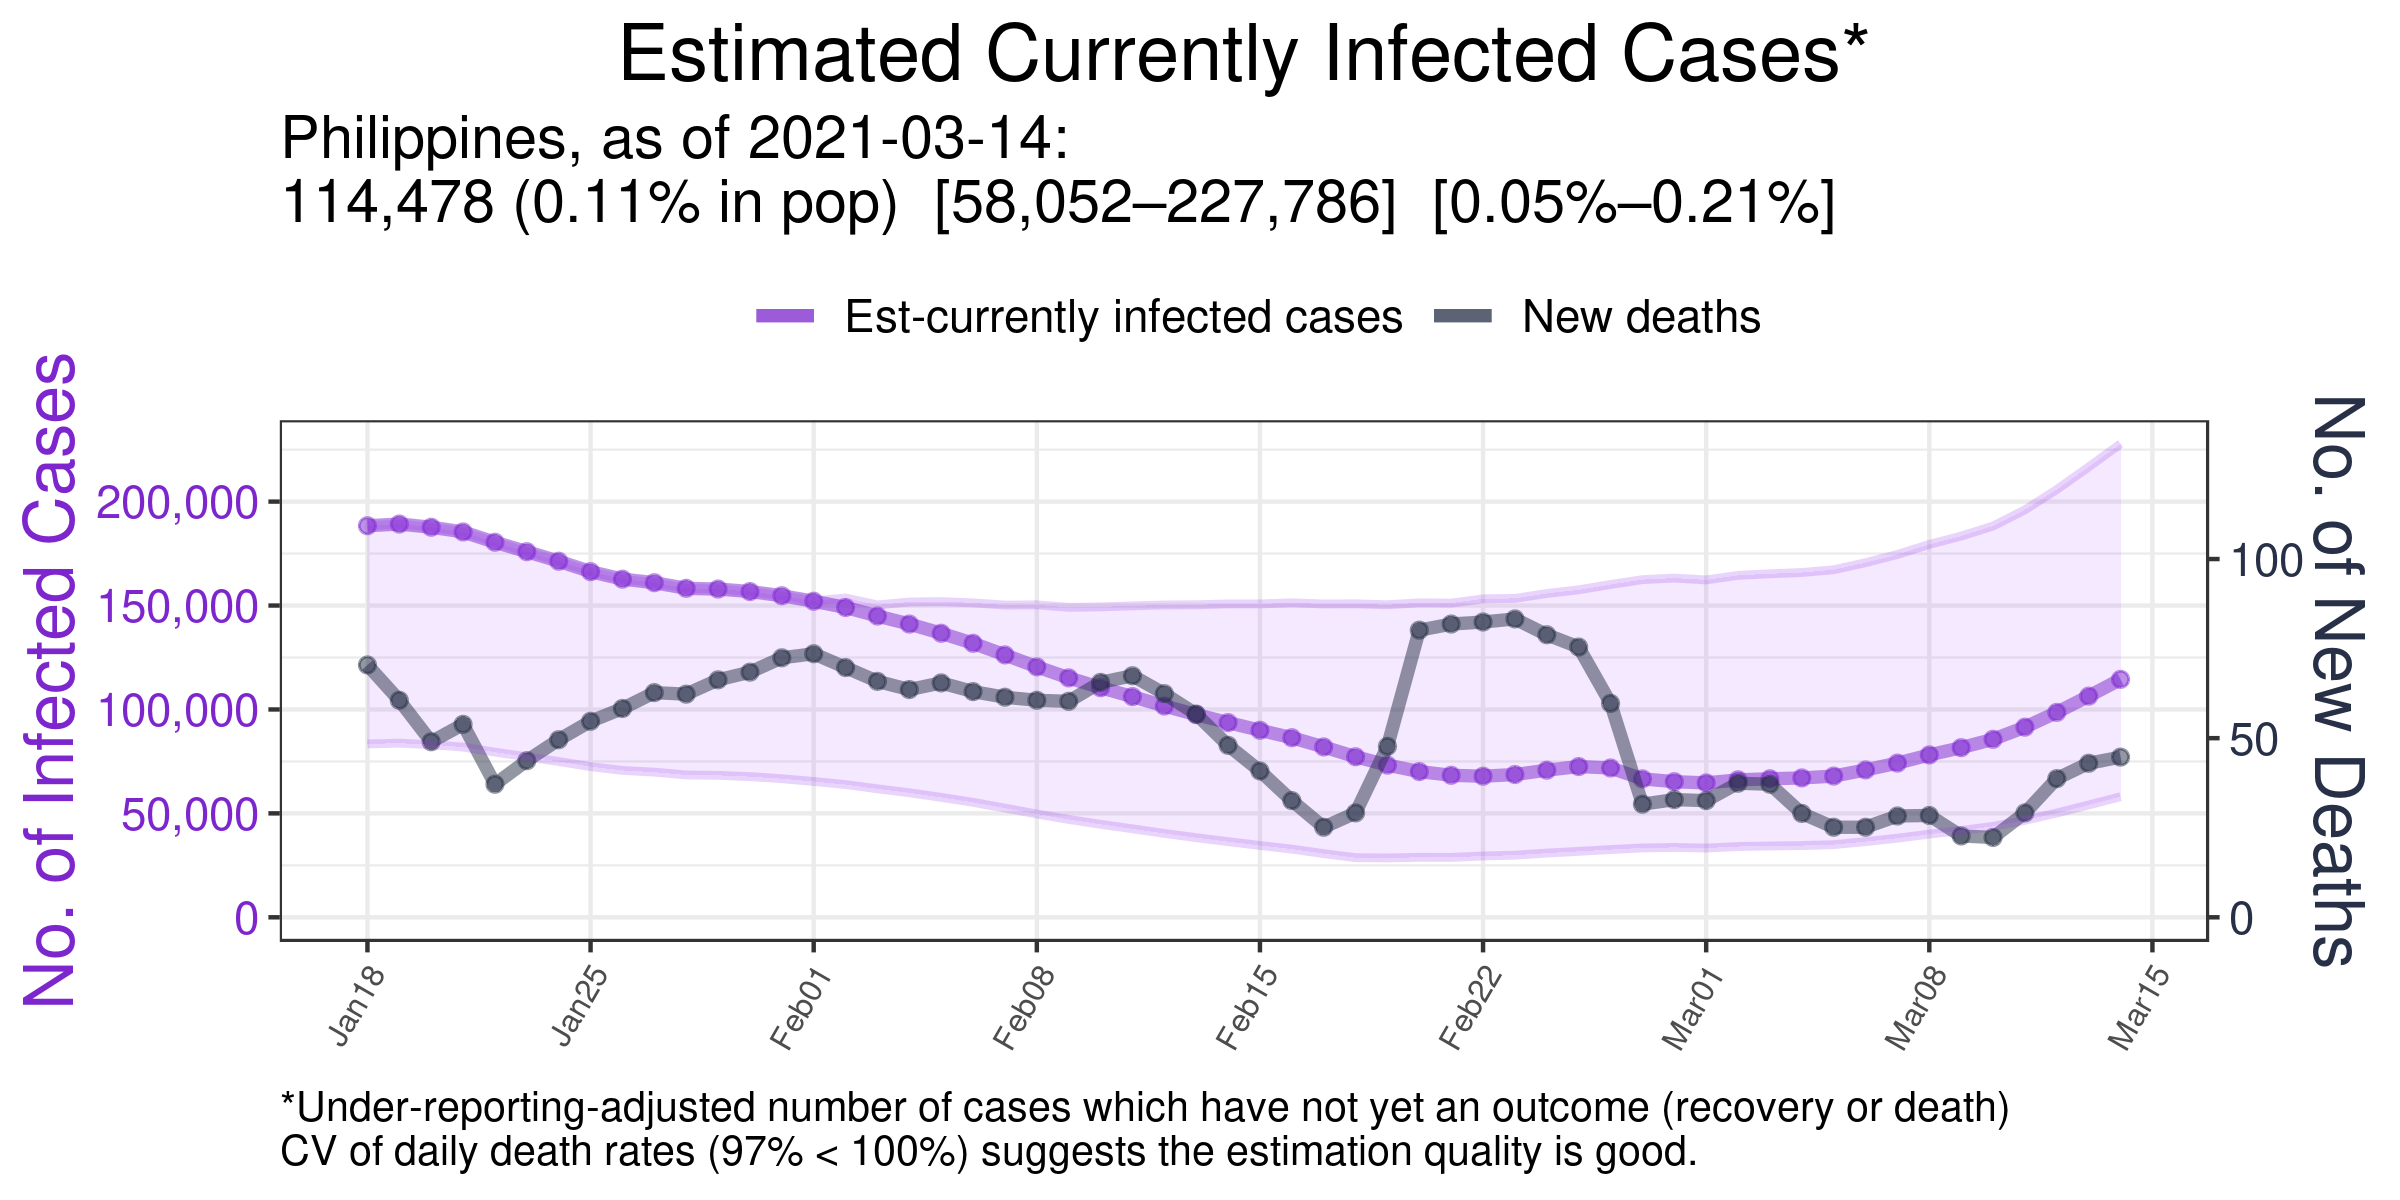 Estimated Currently Infected Cases*
Philippines, as of 2021-03-14:
114,478 (0.11% in pop)  [58,052–227,786]  [0.05%–0.21%]
Est-currently infected cases
New deaths
No. of Infected Cases
200,000
150,000
100,000
50,000
0
100
50
0
No. of New Deaths
Jan18
Jan25
Feb01
Feb08
Feb15
Feb22
Mar01
Mar08
Mar15
*Under-reporting-adjusted number of cases which have not yet an outcome (recovery or death)
CV of daily death rates (97% < 100%) suggests the estimation quality is good.